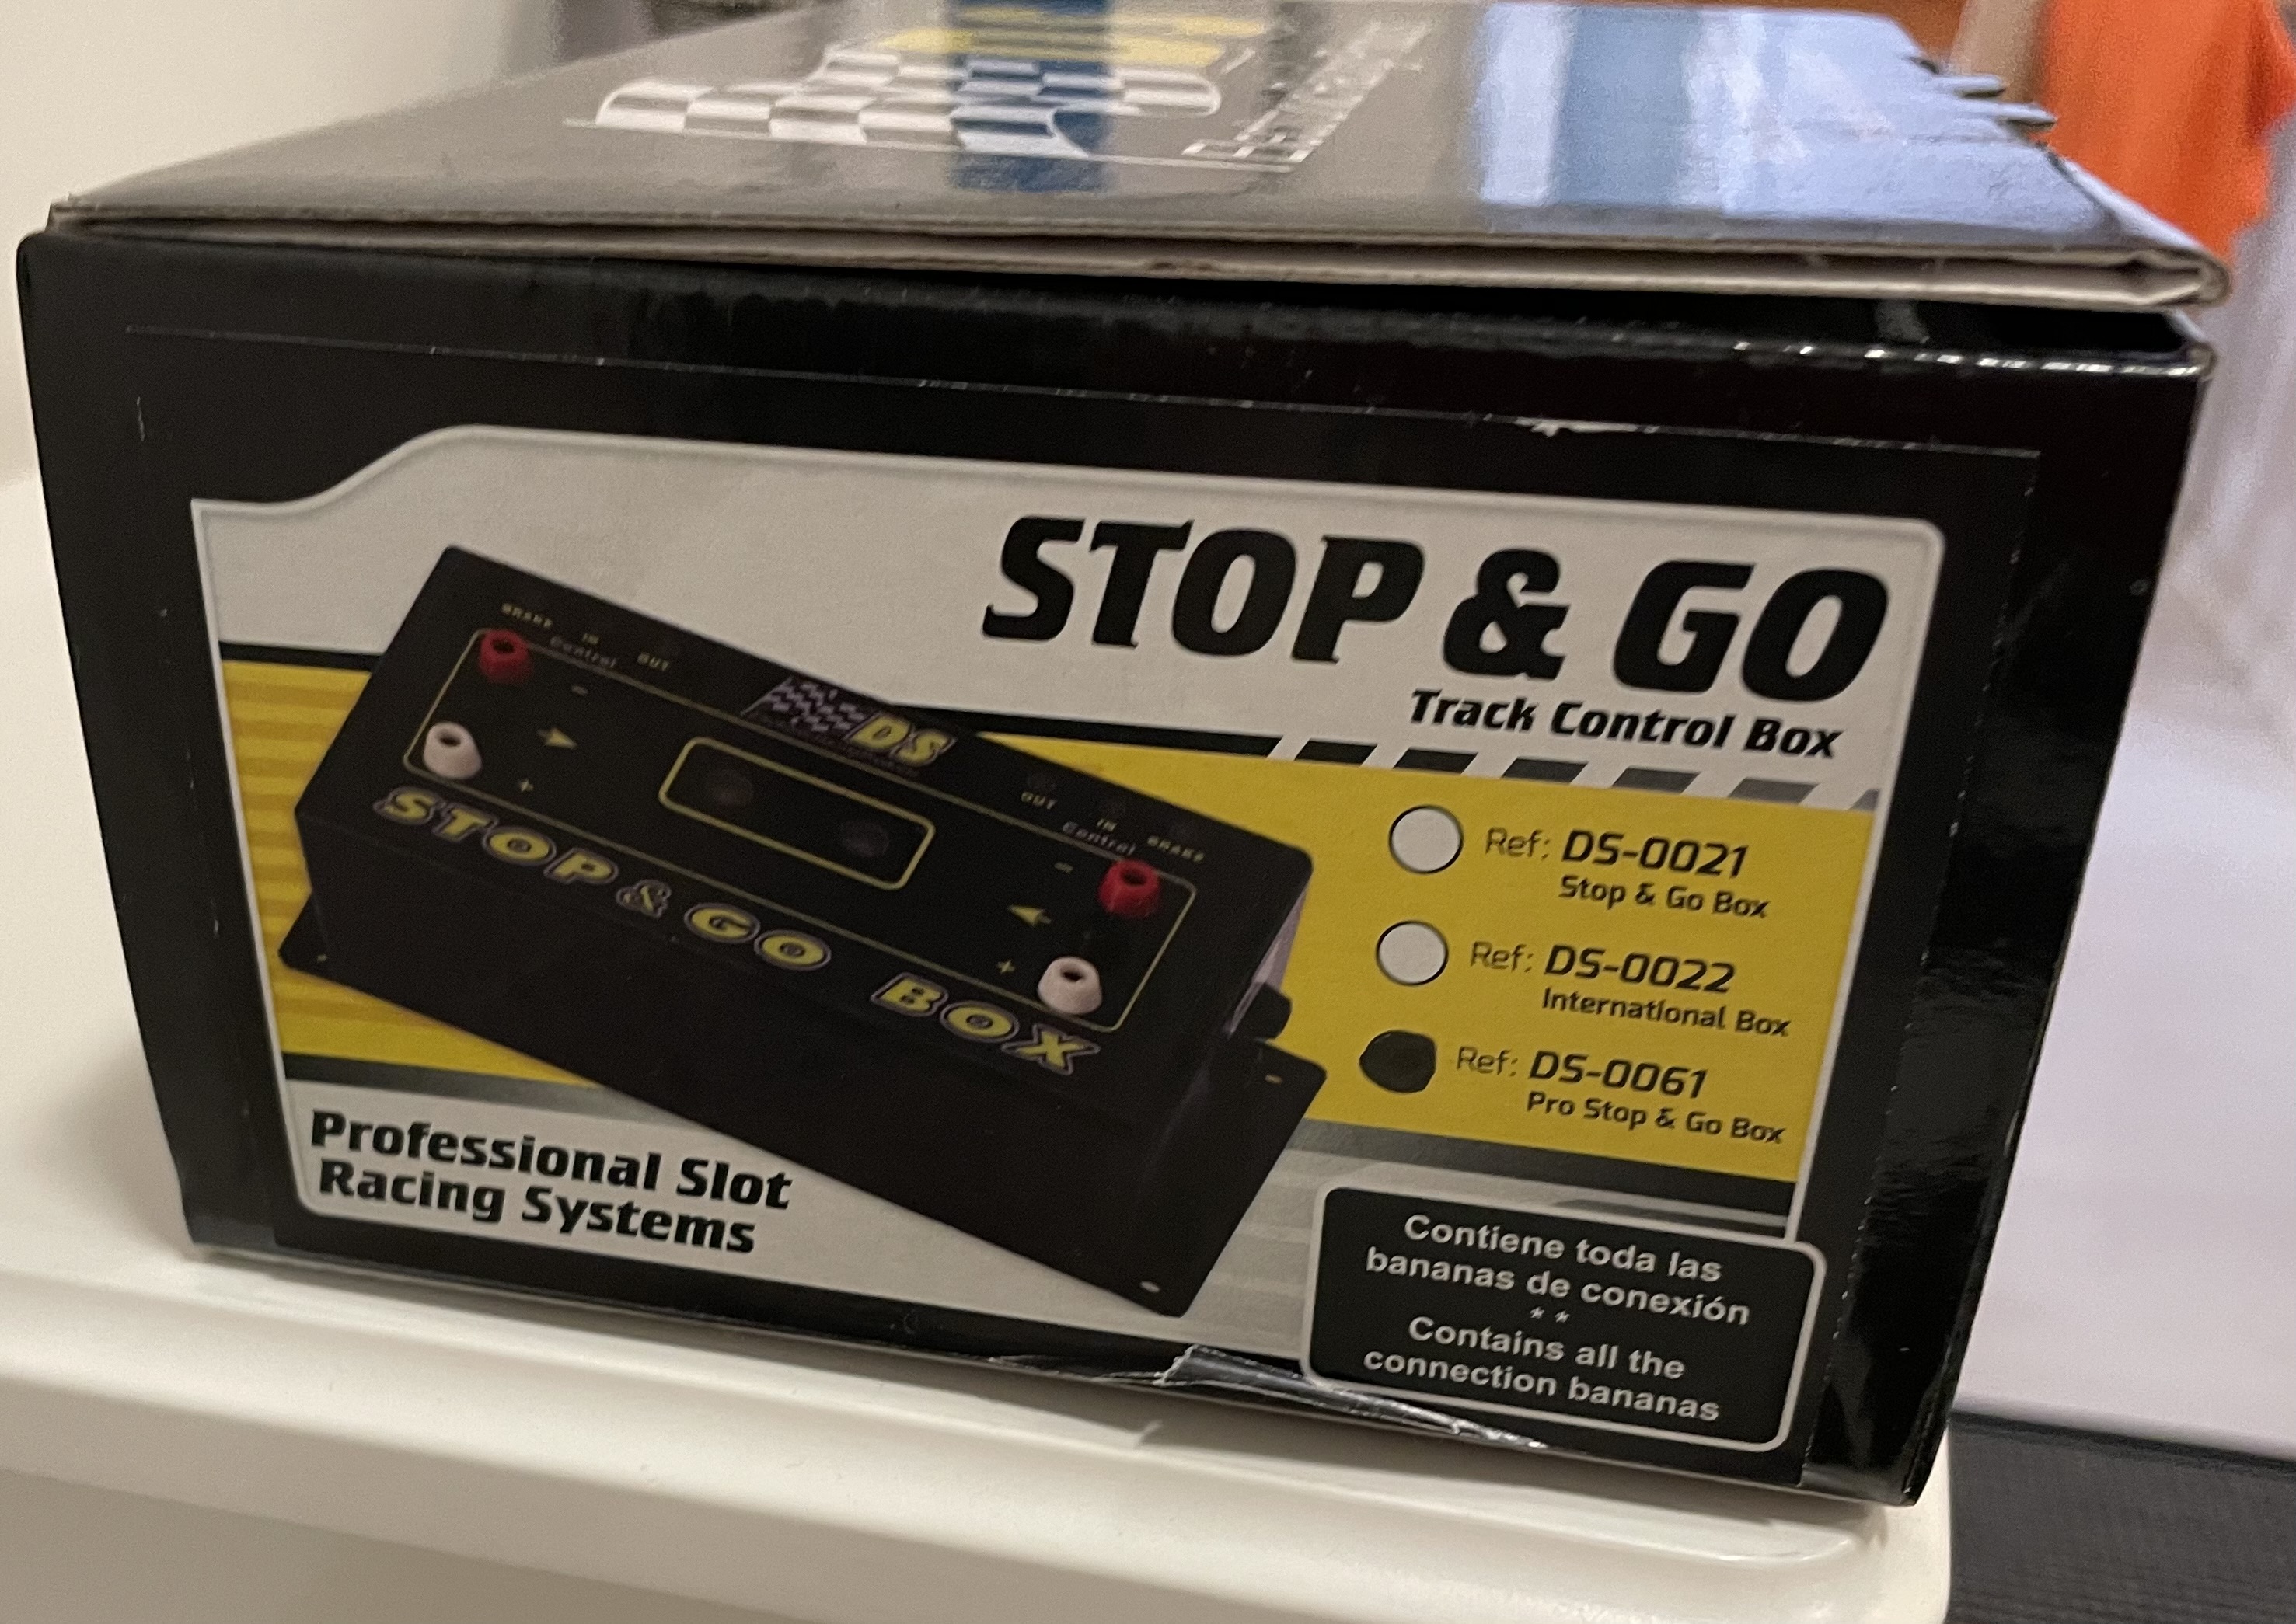 STOP & GO
Track Control Box
BRAKE
IN
OUT
Control
-
+
DS
OUT
IN
BRAKE
Control
-
+
STOP & GO BOX
Ref: DS-0021
Stop & Go Box
Ref: DS-0022
International Box
Ref: DS-0061
Pro Stop & Go Box
Professional Slot
Racing Systems
Contiene toda las
bananas de conexión
* *
Contains all the
connection bananas